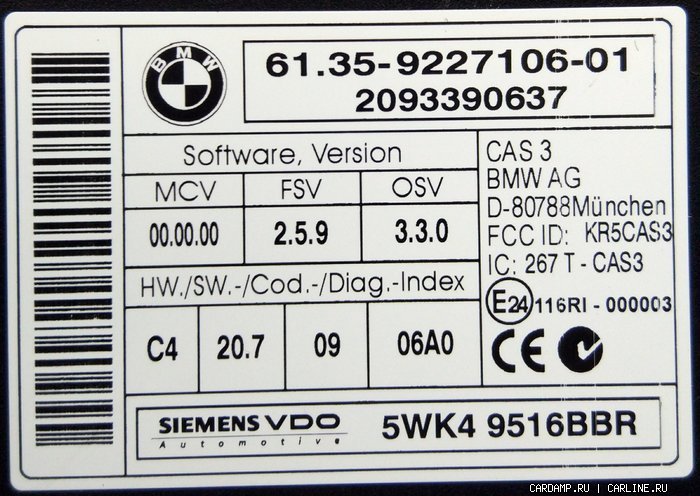 BMW
61.35-9227106-01
2093390637
Software, Version
MCV FSV OSV
00.00.00 2.5.9 3.3.0
HW./SW.-/Cod.-/Diag.-Index
C4 20.7 09 06A0
CAS 3
BMW AG
D-80788München
FCC ID: KR5CAS3
IC: 267 T - CAS3
E24 116RI - 000003
CE
SIEMENS VDO
Automotive
5WK4 9516BBR
CARDAMP.RU | CARLINE.RU